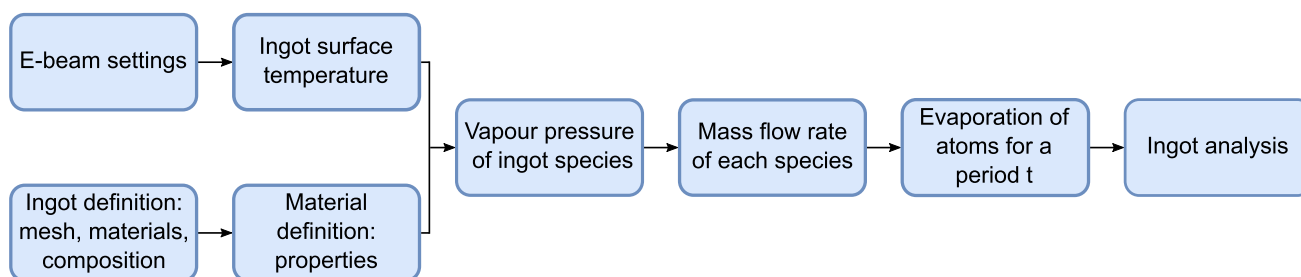 E-beam settings
Ingot surface
temperature
Ingot definition:
mesh, materials,
composition
Material
definition:
properties
Vapour pressure
of ingot species
Mass flow rate
of each species
Evaporation of
atoms for a
period t
Ingot analysis